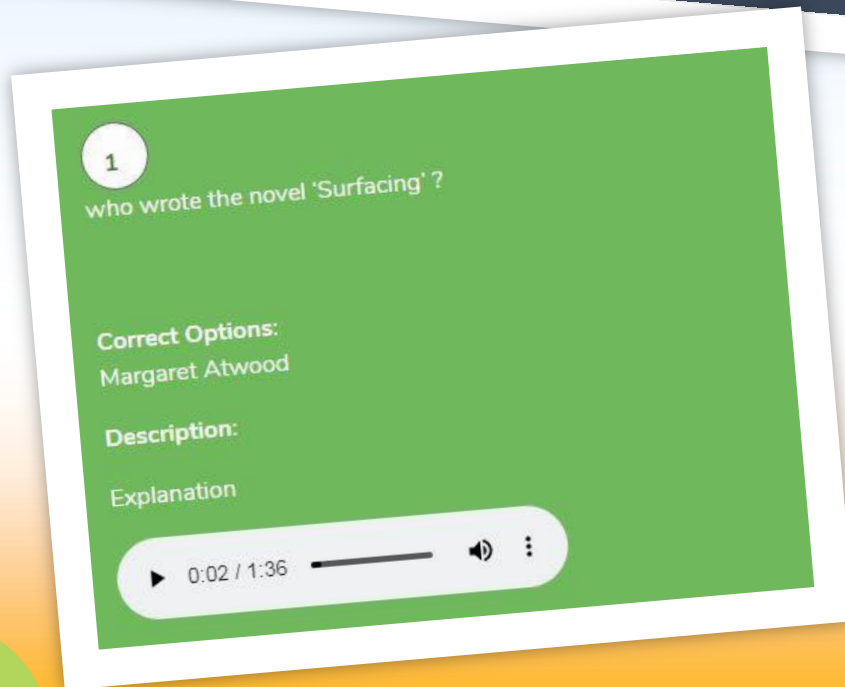 1
who wrote the novel ‘Surfacing’ ?
Correct Options:
Margaret Atwood
Description:
Explanation
0:02 / 1:36